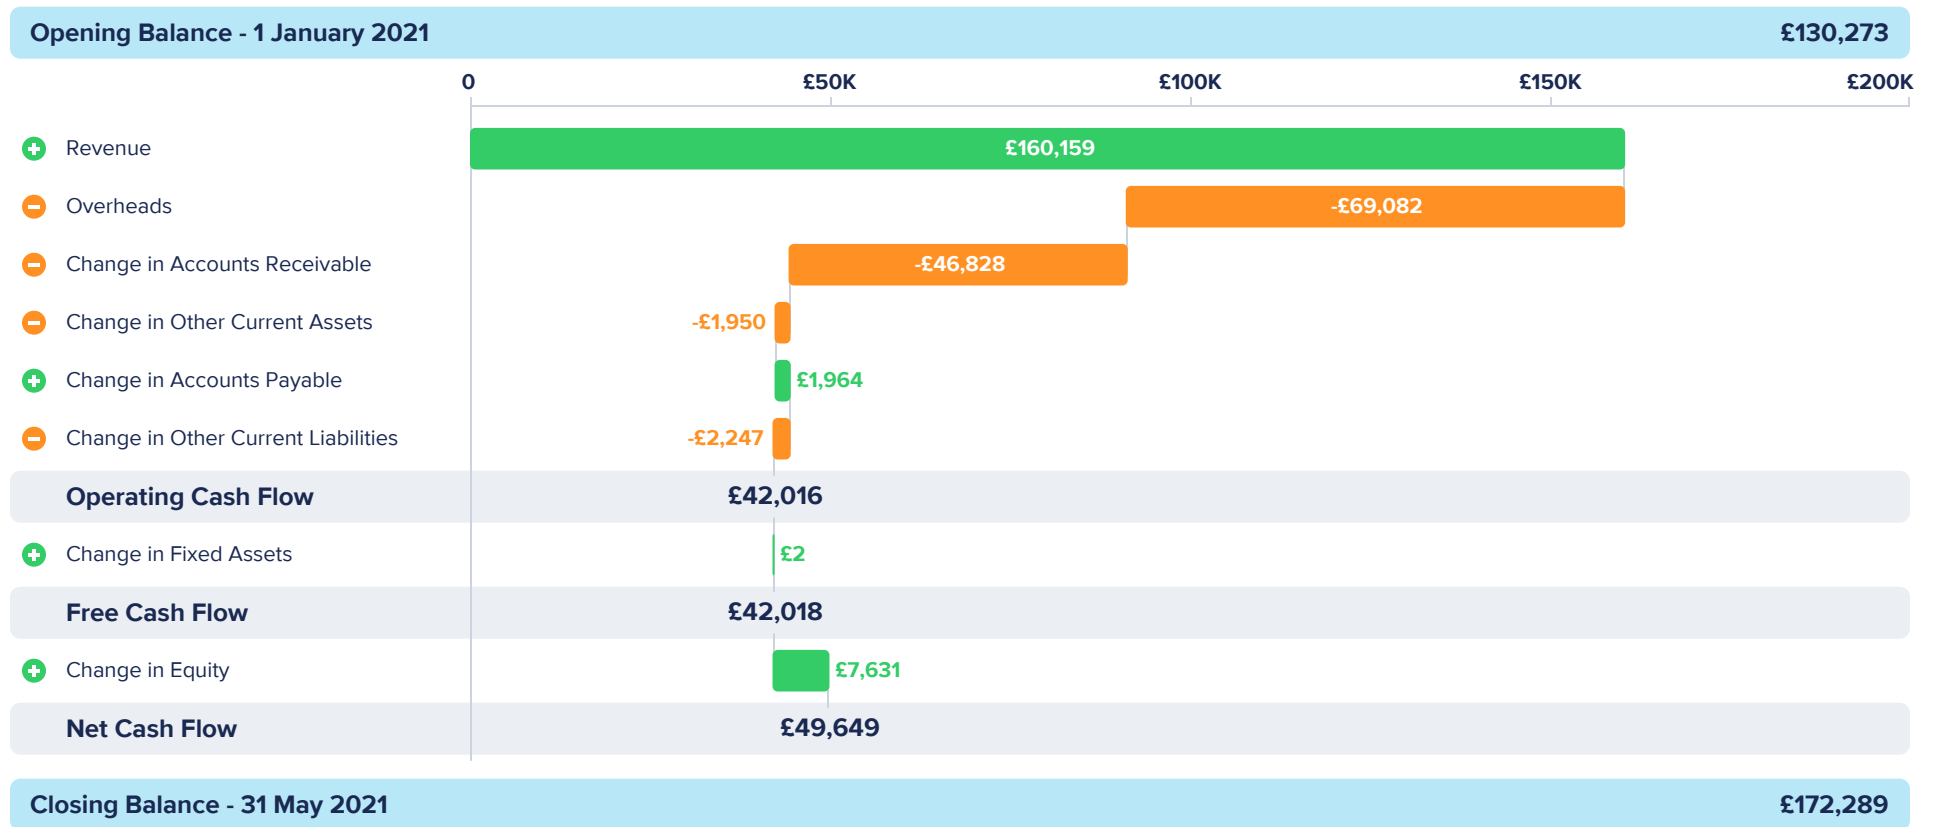 Opening Balance - 1 January 2021 £130,273
0 £50K £100K £150K £200K
Revenue £160,159
Overheads -£69,082
Change in Accounts Receivable -£46,828
Change in Other Current Assets -£1,950
Change in Accounts Payable £1,964
Change in Other Current Liabilities -£2,247
Operating Cash Flow £42,016
Change in Fixed Assets £2
Free Cash Flow £42,018
Change in Equity £7,631
Net Cash Flow £49,649
Closing Balance - 31 May 2021 £172,289